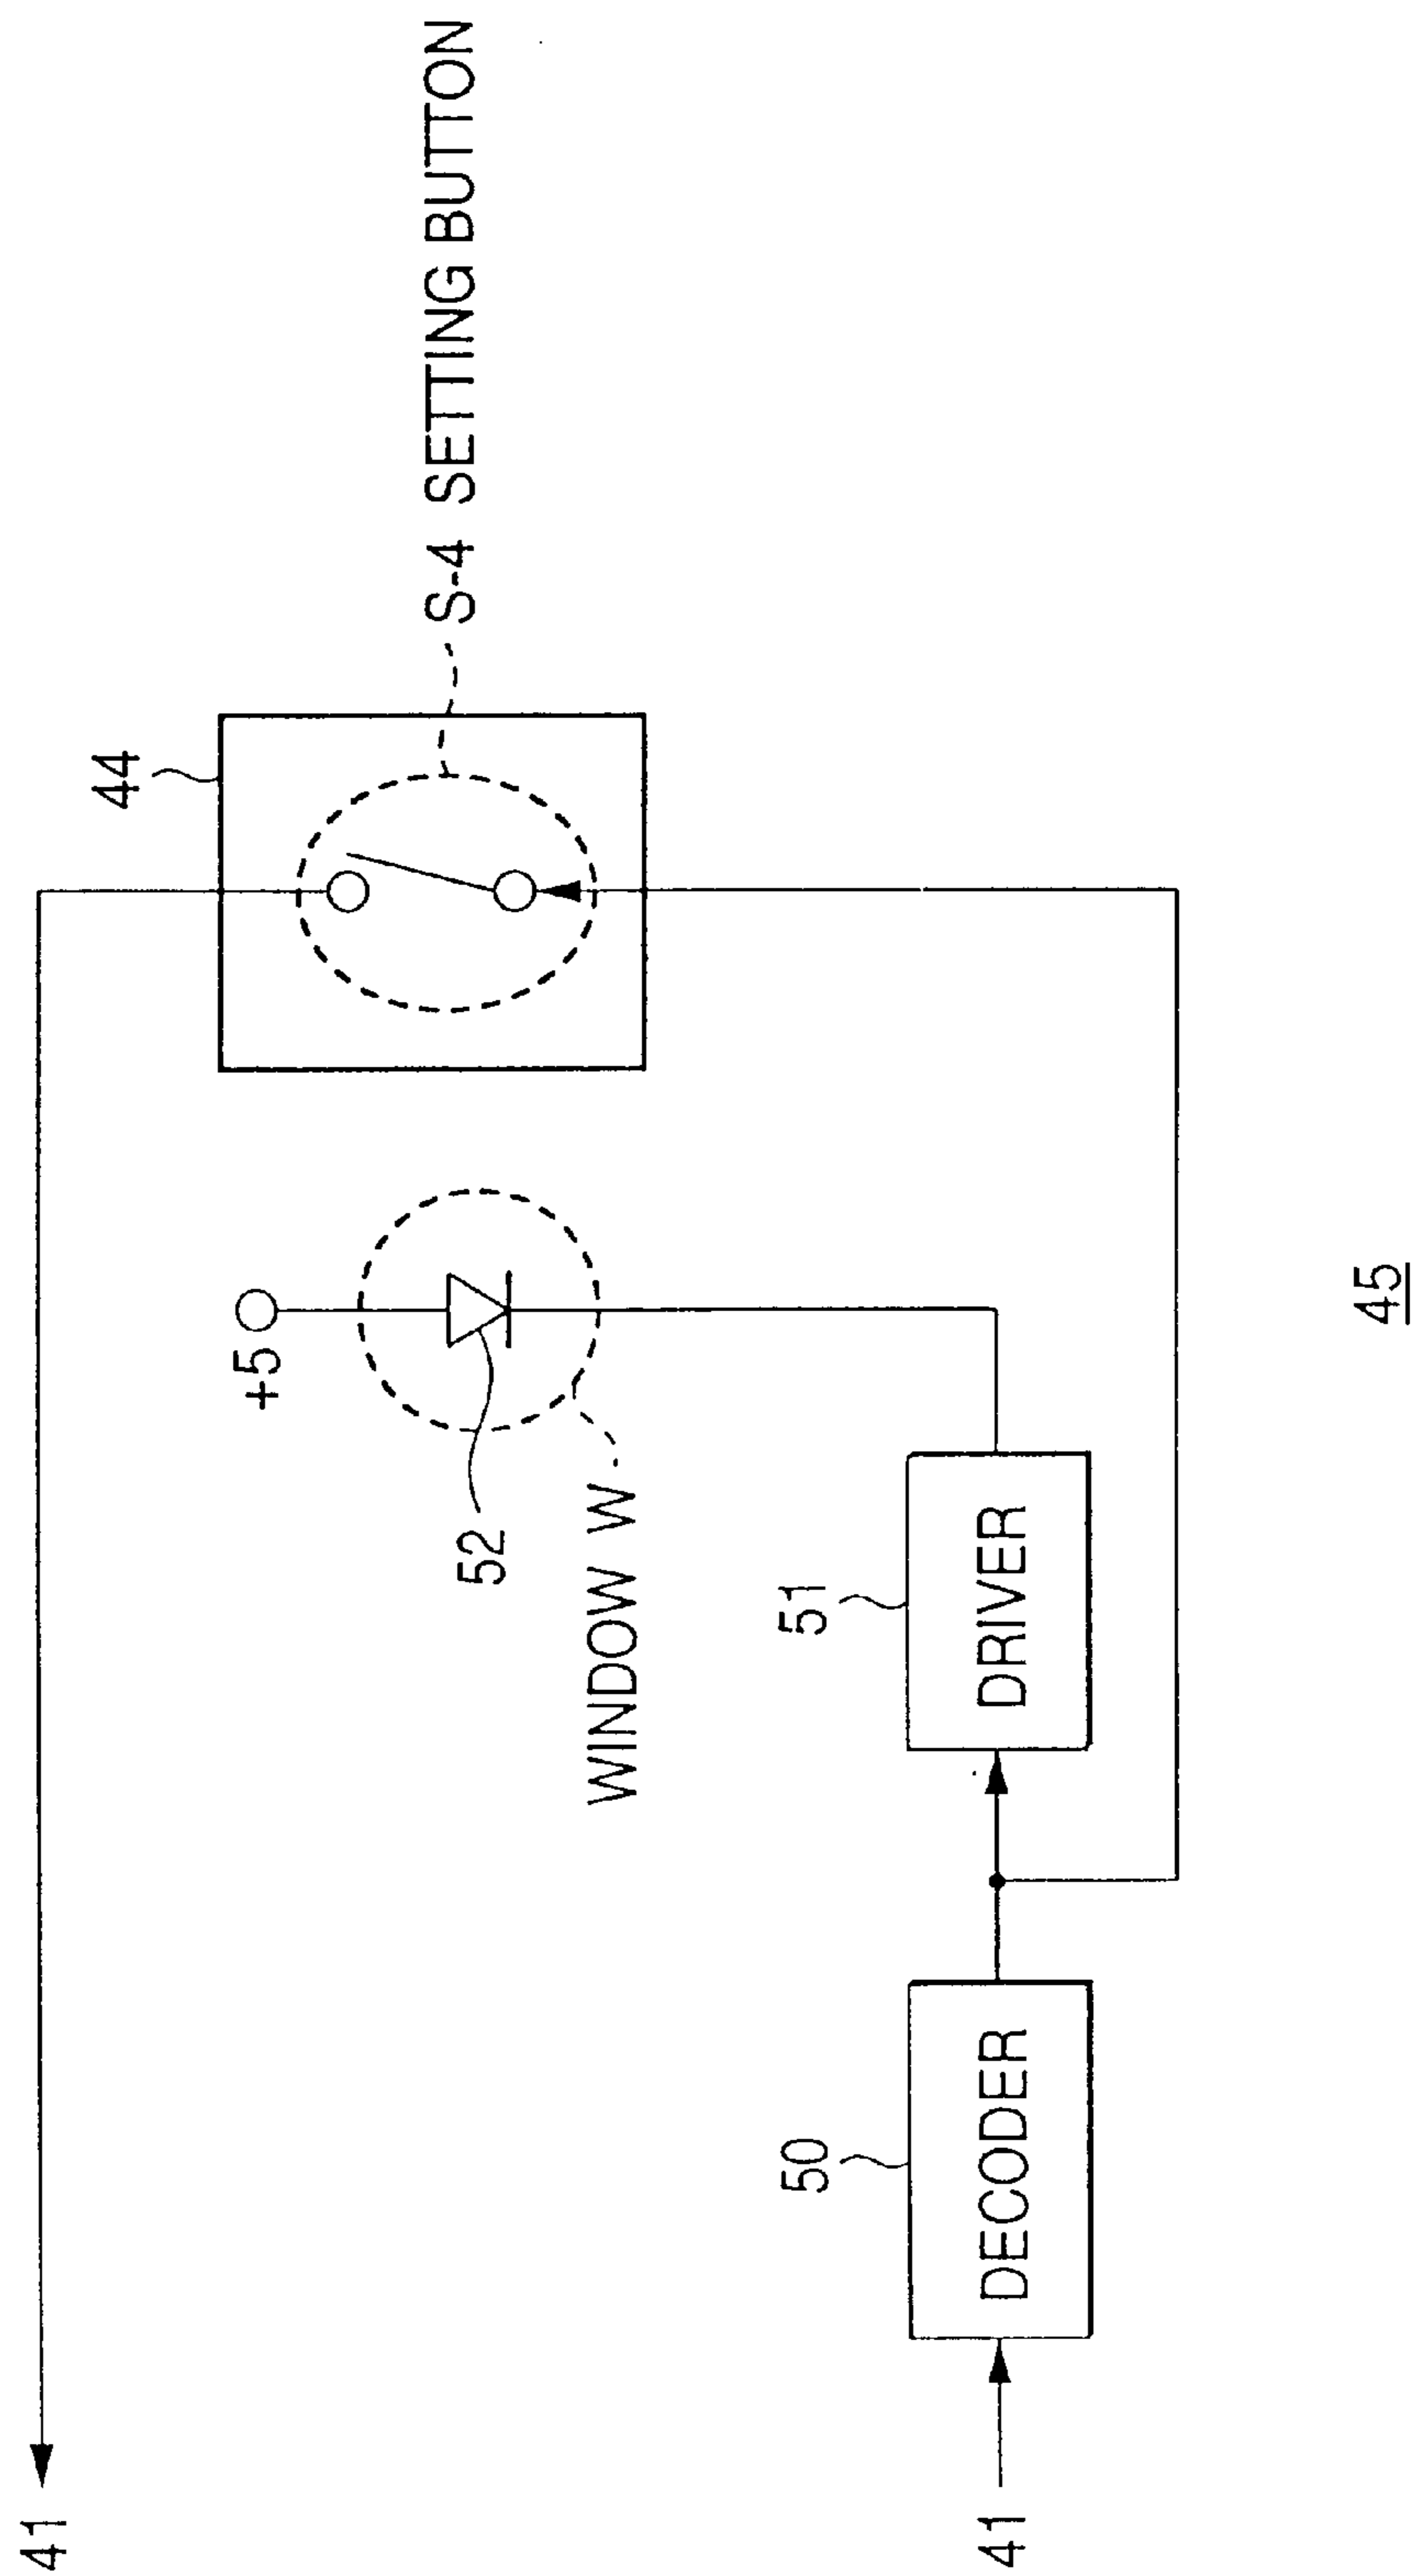 41
44
S-4 SETTING BUTTON
+5
52
WINDOW W
51
DRIVER
50
DECODER
41
45